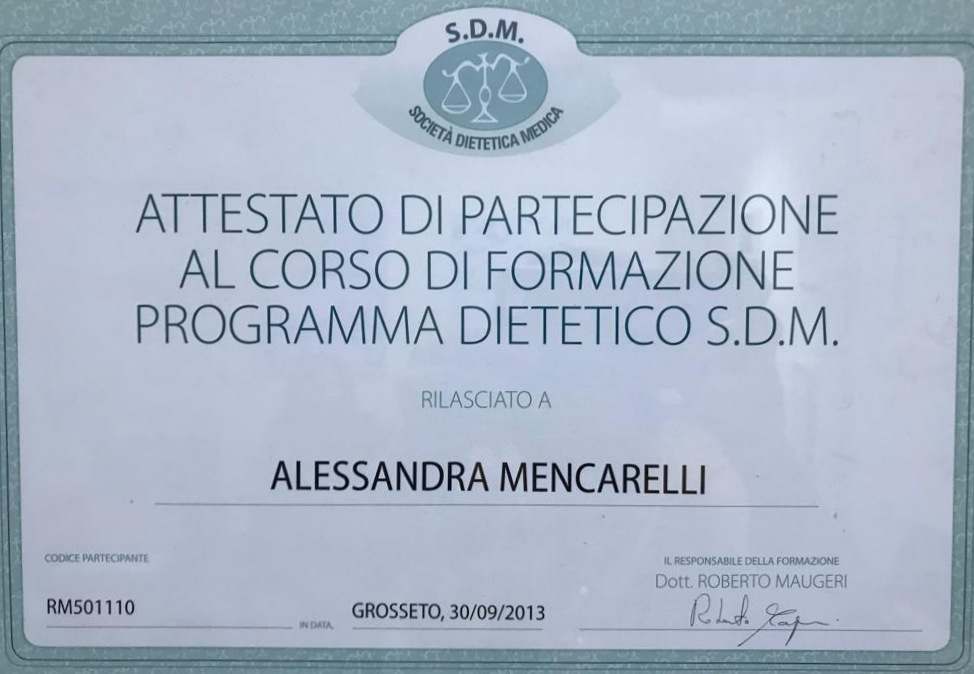 S.D.M.
SOCIETÀ DIETETICA MEDICA
ATTESTATO DI PARTECIPAZIONE
AL CORSO DI FORMAZIONE
PROGRAMMA DIETETICO S.D.M.
RILASCIATO A
ALESSANDRA MENCARELLI
CODICE PARTECIPANTE
RM501110
IN DATA,
GROSSETO, 30/09/2013
IL RESPONSABILE DELLA FORMAZIONE
Dott. ROBERTO MAUGERI
Roberto